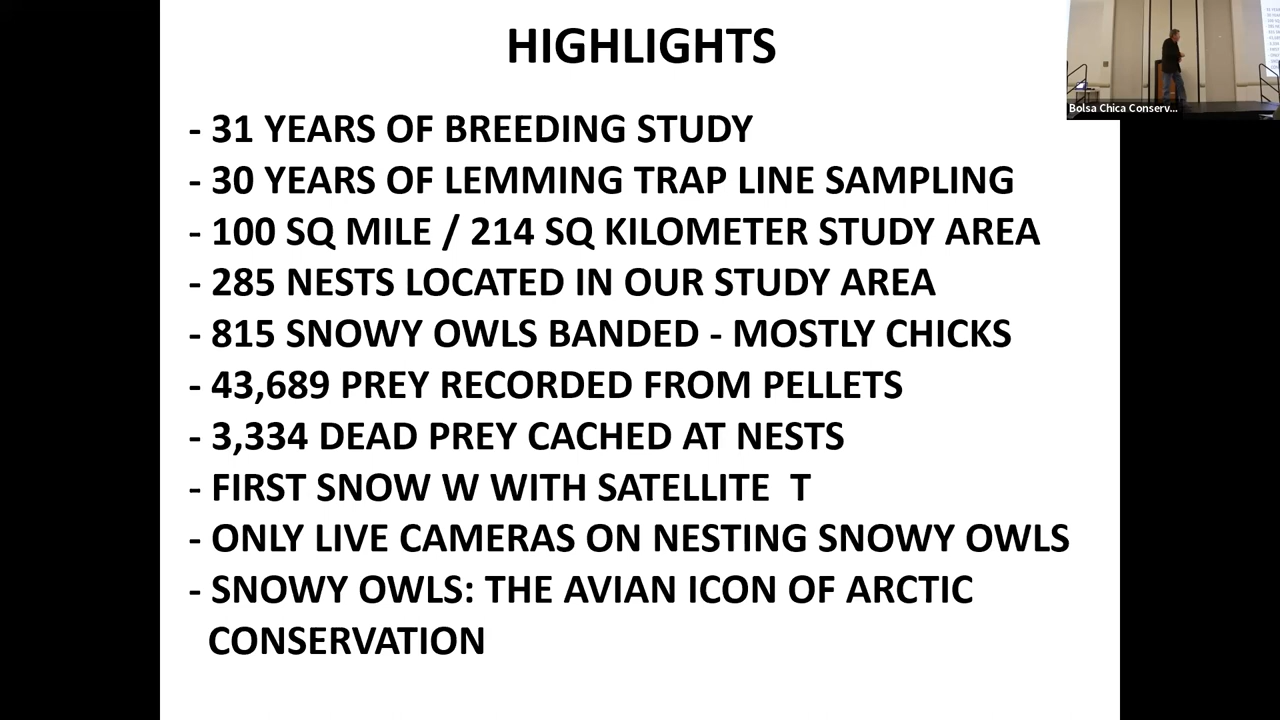 HIGHLIGHTS
- 31 YEARS OF BREEDING STUDY
- 30 YEARS OF LEMMING TRAP LINE SAMPLING
- 100 SQ MILE / 214 SQ KILOMETER STUDY AREA
- 285 NESTS LOCATED IN OUR STUDY AREA
- 815 SNOWY OWLS BANDED - MOSTLY CHICKS
- 43,689 PREY RECORDED FROM PELLETS
- 3,334 DEAD PREY CACHED AT NESTS
- FIRST SNOW W WITH SATELLITE  T
- ONLY LIVE CAMERAS ON NESTING SNOWY OWLS
- SNOWY OWLS: THE AVIAN ICON OF ARCTIC
CONSERVATION
Bolsa Chica Conserv...